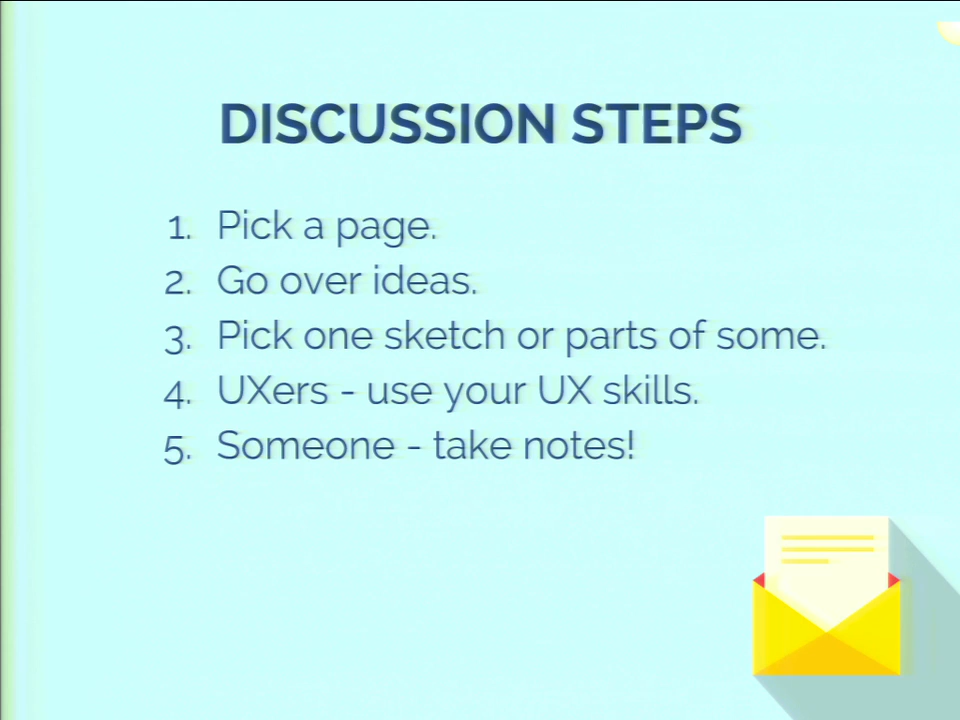 DISCUSSION STEPS
1. Pick a page.
2. Go over ideas.
3. Pick one sketch or parts of some.
4. UXers - use your UX skills.
5. Someone - take notes!